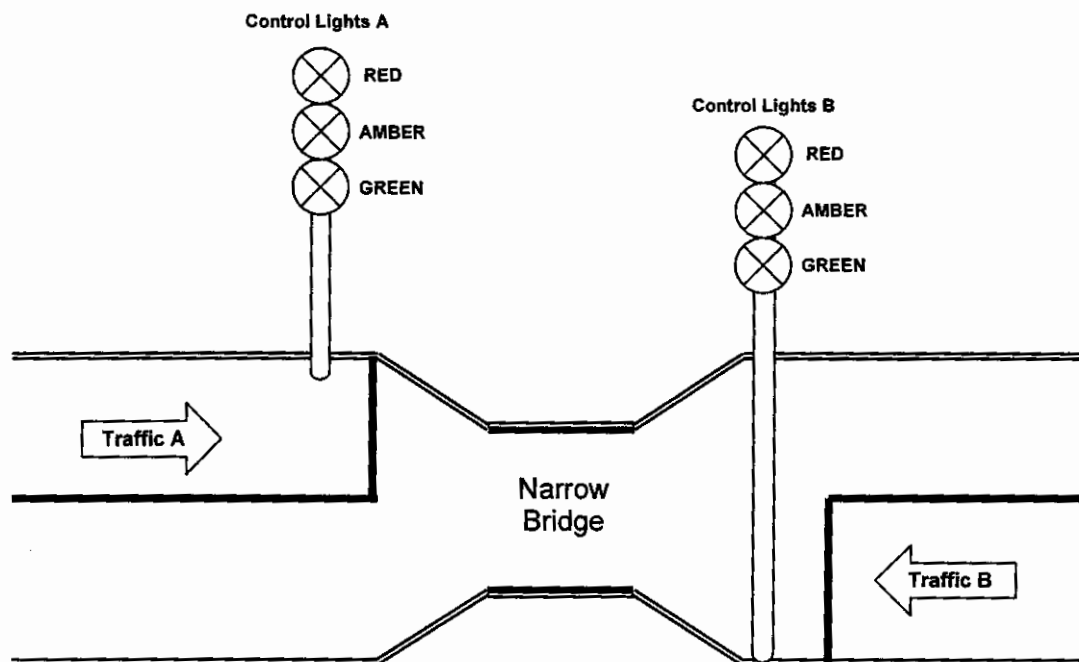 Control Lights A
RED
AMBER
GREEN
Control Lights B
RED
AMBER
GREEN
Traffic A
Narrow
Bridge
Traffic B